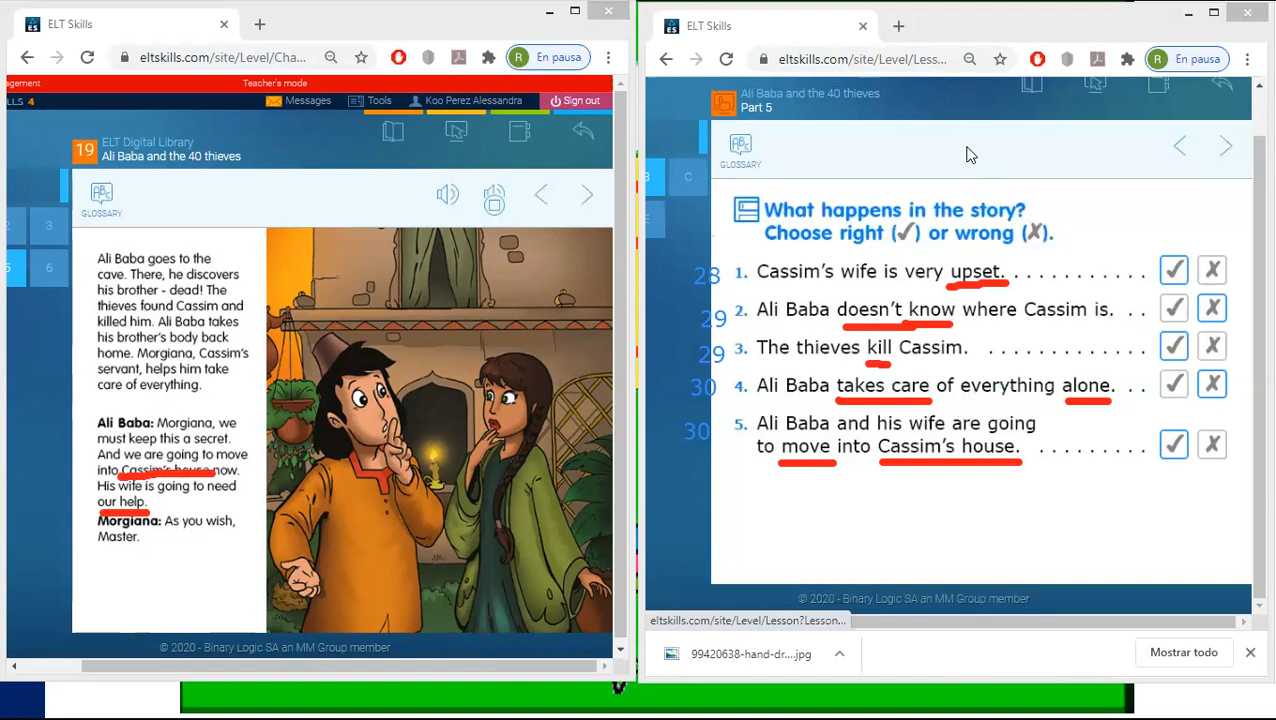 ELT Skills
eltskills.com/site/Level/Cha...
R En pausa
agement
Teacher's mode
LLS 4
Messages
Tools
Koo Perez Alessandra
Sign out
19
ELT Digital Library
Ali Baba and the 40 thieves
ABC
GLOSSARY
2 3
5 6
Ali Baba goes to the
cave. There, he discovers
his brother - dead! The
thieves found Cassim and
killed him. Ali Baba takes
his brother's body back
home. Morgiana, Cassim's
servant, helps him take
care of everything.
Ali Baba: Morgiana, we
must keep this a secret.
And we are going to move
into Cassim's house now.
His wife is going to need
our help.
Morgiana: As you wish,
Master.
© 2020 - Binary Logic SA an MM Group member
ELT Skills
eltskills.com/site/Level/Less...
R En pausa
Ali Baba and the 40 thieves
Part 5
ABC
GLOSSARY
B C
E
What happens in the story?
Choose right (✓) or wrong (✗).
28 1. Cassim's wife is very upset. . . . . . . . . . . . .
29 2. Ali Baba doesn't know where Cassim is. . .
29 3. The thieves kill Cassim. . . . . . . . . . . . . .
30 4. Ali Baba takes care of everything alone. . .
30 5. Ali Baba and his wife are going
to move into Cassim's house. . . . . . . . . .
© 2020 - Binary Logic SA an MM Group member
eltskills.com/site/Level/Lesson?Lesson...
99420638-hand-dr....jpg
Mostrar todo